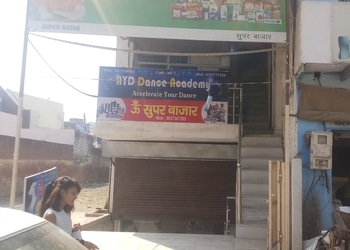 SUPER BAZAR
सुपर बाजार
AYD Dance Academy
Accelerate Your Dance
ॐ सुपर बाजार